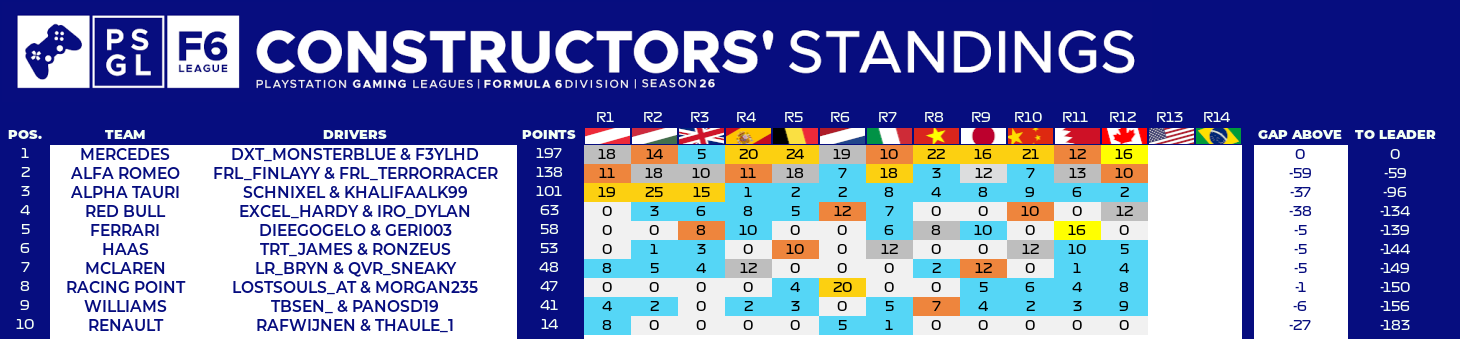 PS GL F6 LEAGUE
CONSTRUCTORS' STANDINGS
PLAYSTATION GAMING LEAGUES | FORMULA 6 DIVISION | SEASON 26
R1 R2 R3 R4 R5 R6 R7 R8 R9 R10 R11 R12 R13 R14
POS. TEAM DRIVERS POINTS GAP ABOVE TO LEADER
1 MERCEDES DXT_MONSTERBLUE & F3YLHD 197 18 14 5 20 24 19 10 22 16 21 12 16 0 0
2 ALFA ROMEO FRL_FINLAYY & FRL_TERRORRACER 138 11 18 10 11 18 7 18 3 12 7 13 10 -59 -59
3 ALPHA TAURI SCHNIXEL & KHALIFAALK99 101 19 25 15 1 2 2 8 4 8 9 6 2 -37 -96
4 RED BULL EXCEL_HARDY & IRO_DYLAN 63 0 3 6 8 5 12 7 0 0 10 0 12 -38 -134
5 FERRARI DIEEGOGELO & GERI003 58 0 0 8 10 0 0 6 8 10 0 16 0 -5 -139
6 HAAS TRT_JAMES & RONZEUS 53 0 1 3 0 10 0 12 0 0 12 10 5 -5 -144
7 MCLAREN LR_BRYN & QVR_SNEAKY 48 8 5 4 12 0 0 0 2 12 0 1 4 -5 -149
8 RACING POINT LOSTSOULS_AT & MORGAN235 47 0 0 0 0 4 20 0 0 5 6 4 8 -1 -150
9 WILLIAMS TBSEN_ & PANOSD19 41 4 2 0 2 3 0 5 7 4 2 3 9 -6 -156
10 RENAULT RAFWIJNEN & THAULE_1 14 8 0 0 0 0 5 1 0 0 0 0 0 -27 -183